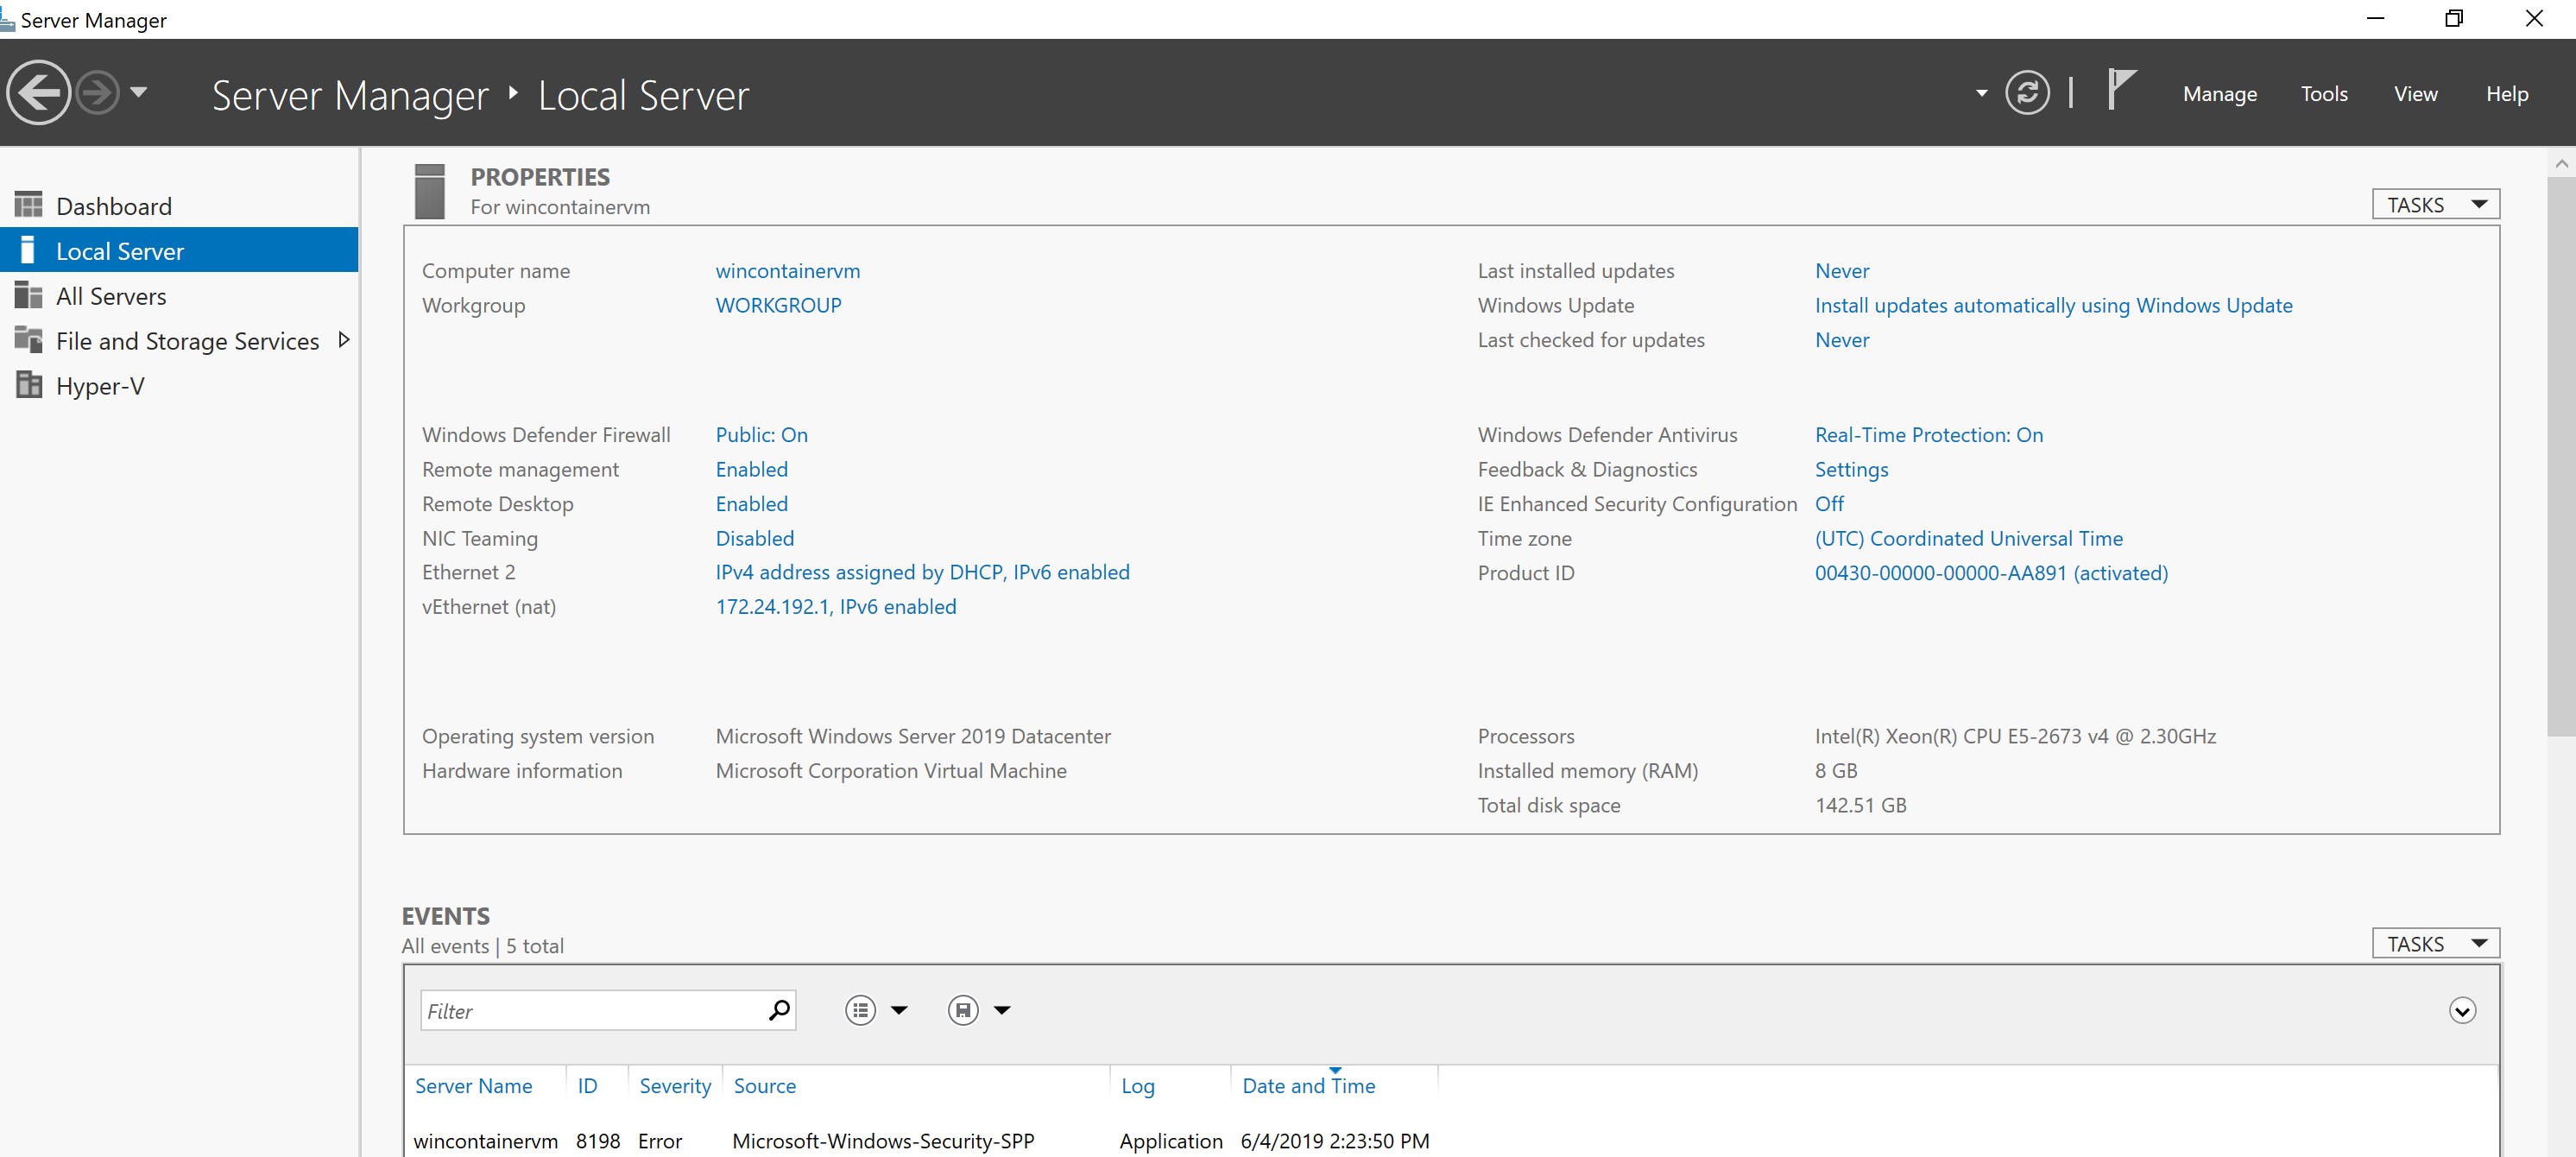 Server Manager
Server Manager Local Server
Manage Tools View Help
Dashboard
Local Server
All Servers
File and Storage Services
Hyper-V
PROPERTIES
For wincontainervm
TASKS
Computer name wincontainervm
Workgroup WORKGROUP
Last installed updates Never
Windows Update Install updates automatically using Windows Update
Last checked for updates Never
Windows Defender Firewall Public: On
Remote management Enabled
Remote Desktop Enabled
NIC Teaming Disabled
Ethernet 2 IPv4 address assigned by DHCP, IPv6 enabled
vEthernet (nat) 172.24.192.1, IPv6 enabled
Windows Defender Antivirus Real-Time Protection: On
Feedback & Diagnostics Settings
IE Enhanced Security Configuration Off
Time zone (UTC) Coordinated Universal Time
Product ID 00430-00000-00000-AA891 (activated)
Operating system version Microsoft Windows Server 2019 Datacenter
Hardware information Microsoft Corporation Virtual Machine
Processors Intel(R) Xeon(R) CPU E5-2673 v4 @ 2.30GHz
Installed memory (RAM) 8 GB
Total disk space 142.51 GB
EVENTS
All events | 5 total
TASKS
Filter
Server Name ID Severity Source Log Date and Time
wincontainervm 8198 Error Microsoft-Windows-Security-SPP Application 6/4/2019 2:23:50 PM